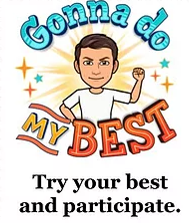 Gonna do
MY BEST
Try your best
and participate.